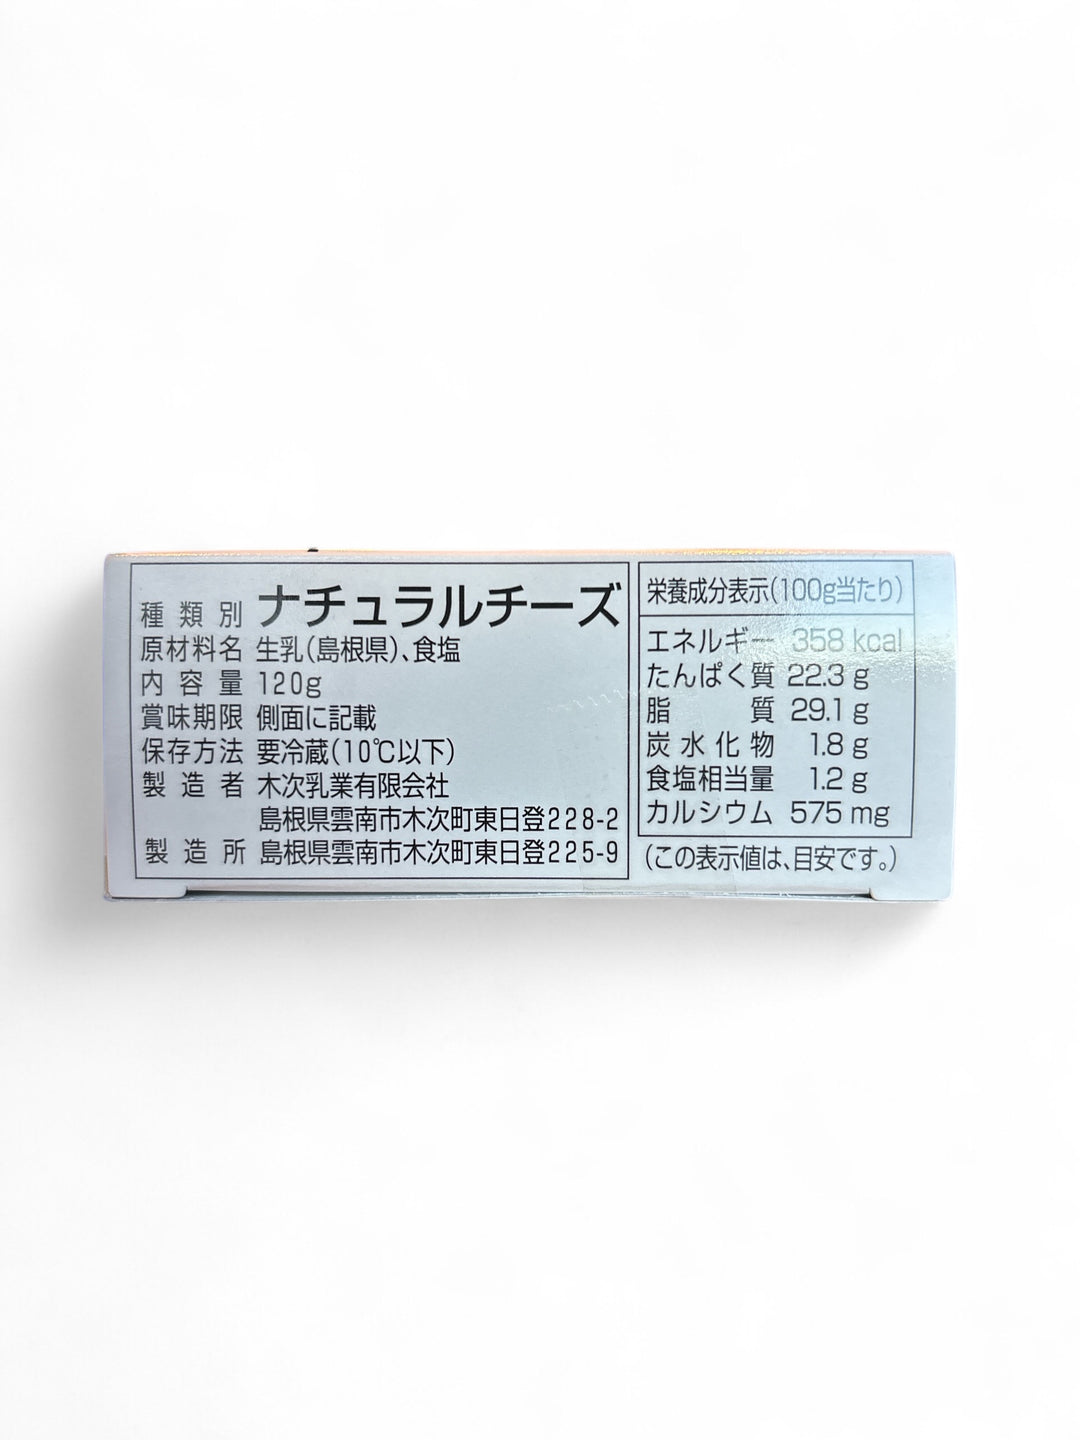 種類別 ナチュラルチーズ
原材料名 生乳(島根県)、食塩
内容量 120g
賞味期限 側面に記載
保存方法 要冷蔵(10℃以下)
製造者 木次乳業有限会社
島根県雲南市木次町東日登228-2
製造所 島根県雲南市木次町東日登225-9
栄養成分表示(100g当たり)
エネルギー 358 kcal
たんぱく質 22.3 g
脂質 29.1 g
炭水化物 1.8 g
食塩相当量 1.2 g
カルシウム 575 mg
(この表示値は、目安です。)